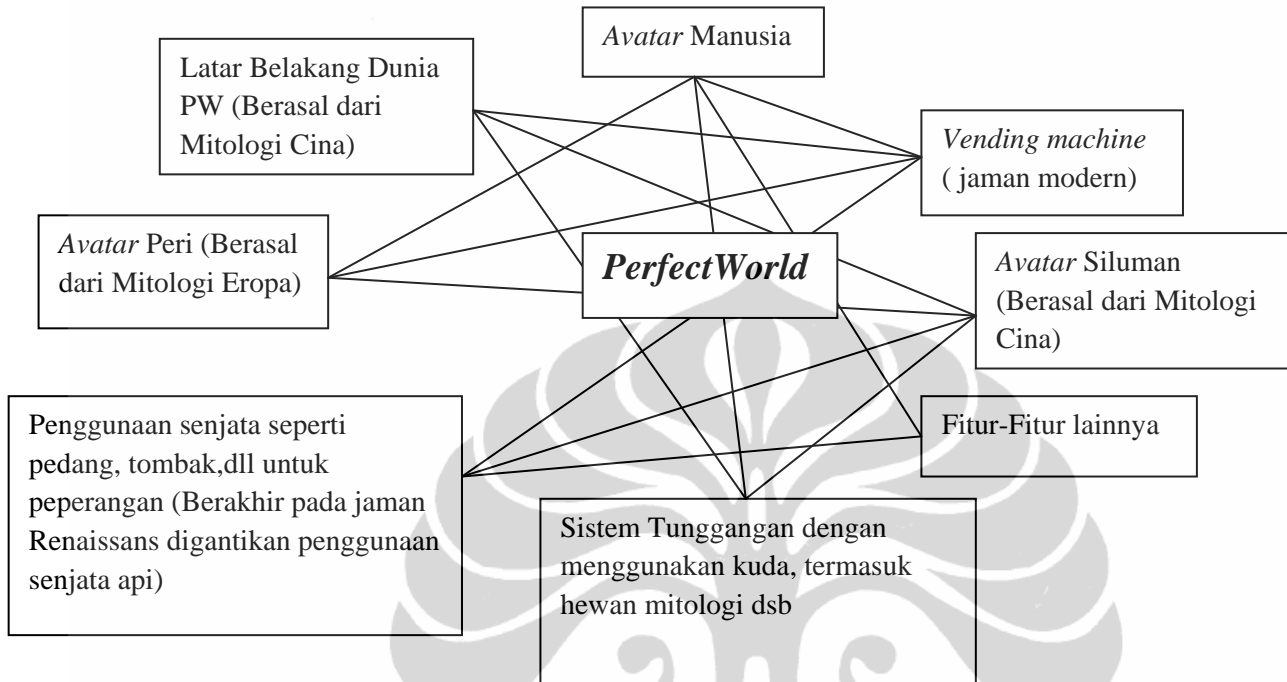 Avatar Manusia
Latar Belakang Dunia
PW (Berasal dari
Mitologi Cina)
Vending machine
( jaman modern)
Avatar Peri (Berasal
dari Mitologi Eropa)
PerfectWorld
Avatar Siluman
(Berasal dari Mitologi
Cina)
Penggunaan senjata seperti
pedang, tombak,dll untuk
peperangan (Berakhir pada jaman
Renaissans digantikan penggunaan
senjata api)
Fitur-Fitur lainnya
Sistem Tunggangan dengan
menggunakan kuda, termasuk
hewan mitologi dsb